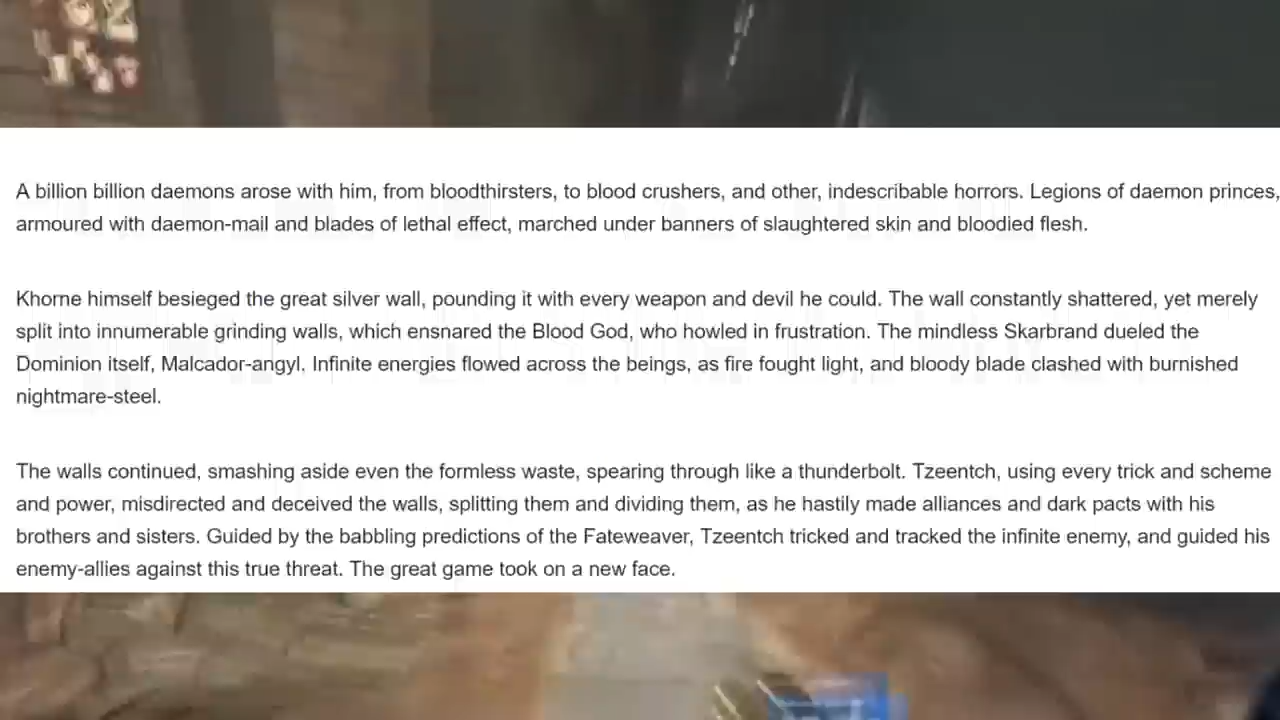 A billion billion daemons arose with him, from bloodthirsters, to blood crushers, and other, indescribable horrors. Legions of daemon princes,
armoured with daemon-mail and blades of lethal effect, marched under banners of slaughtered skin and bloodied flesh.
Khorne himself besieged the great silver wall, pounding it with every weapon and devil he could. The wall constantly shattered, yet merely
split into innumerable grinding walls, which ensnared the Blood God, who howled in frustration. The mindless Skarbrand dueled the
Dominion itself, Malcador-angyl. Infinite energies flowed across the beings, as fire fought light, and bloody blade clashed with burnished
nightmare-steel.
The walls continued, smashing aside even the formless waste, spearing through like a thunderbolt. Tzeentch, using every trick and scheme
and power, misdirected and deceived the walls, splitting them and dividing them, as he hastily made alliances and dark pacts with his
brothers and sisters. Guided by the babbling predictions of the Fateweaver, Tzeentch tricked and tracked the infinite enemy, and guided his
enemy-allies against this true threat. The great game took on a new face.